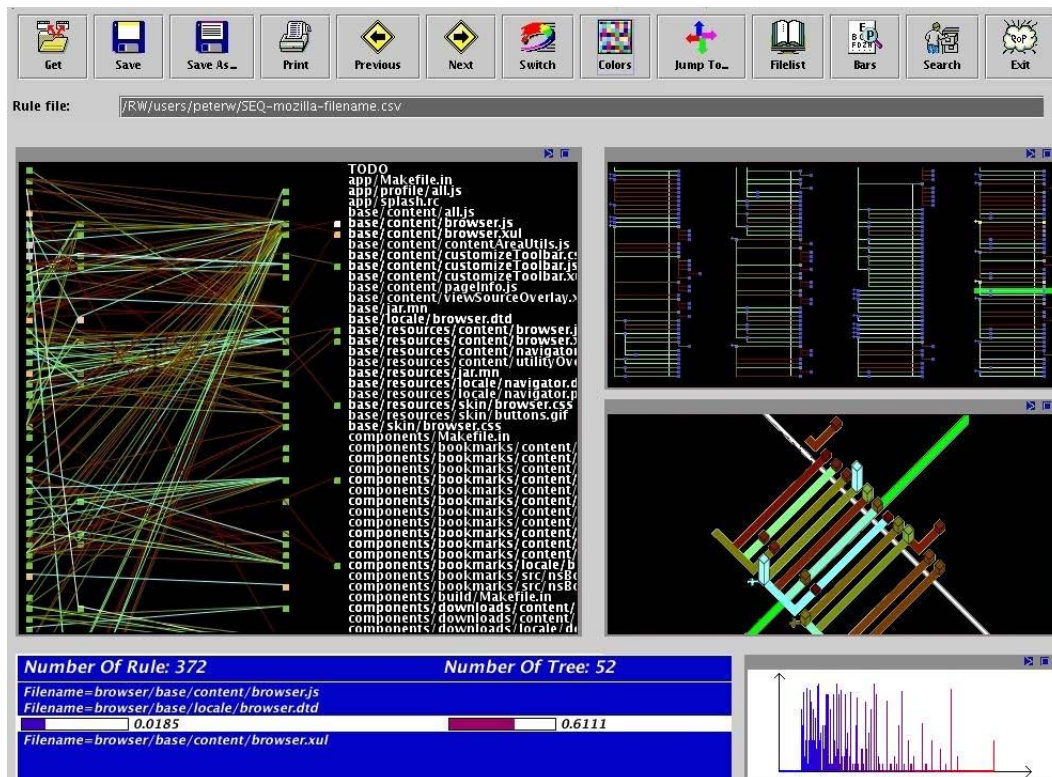 Get Save Save As... Print Previous Next Switch Colors Jump To... Filelist Bars Search Exit
Rule file: /RW/users/peterw/SEQ-mozilla-filename.csv
TODO
app/Makefile.in
app/profile/all.js
app/splash.rc
base/content/all.js
base/content/browser.js
base/content/browser.xul
base/content/contentAreaUtils.js
base/content/customizeToolbar.cs
base/content/customizeToolbar.js
base/content/customizeToolbar.x
base/content/pageInfo.js
base/content/viewSourceOverlay.x
base/jar.mn
base/locale/browser.dtd
base/resources/content/browser.j
base/resources/content/browser.x
base/resources/content/navigator
base/resources/content/utilityOv
base/resources/jar.mn
base/resources/locale/navigator.d
base/resources/locale/navigator.p
base/resources/skin/browser.css
base/resources/skin/buttons.gif
base/skin/browser.css
components/Makefile.in
components/bookmarks/content/
components/bookmarks/content/
components/bookmarks/content/
components/bookmarks/content/
components/bookmarks/content/
components/bookmarks/content/
components/bookmarks/content/
components/bookmarks/content/
components/bookmarks/content/
components/bookmarks/content/
components/bookmarks/content/
components/bookmarks/locale/b
components/bookmarks/src/nsBo
components/bookmarks/src/nsBo
components/build/Makefile.in
components/downloads/content/
components/downloads/content/
components/downloads/locale/de
Number Of Rule: 372 Number Of Tree: 52
Filename=browser/base/content/browser.js
Filename=browser/base/locale/browser.dtd
0.0185 0.6111
Filename=browser/base/content/browser.xul